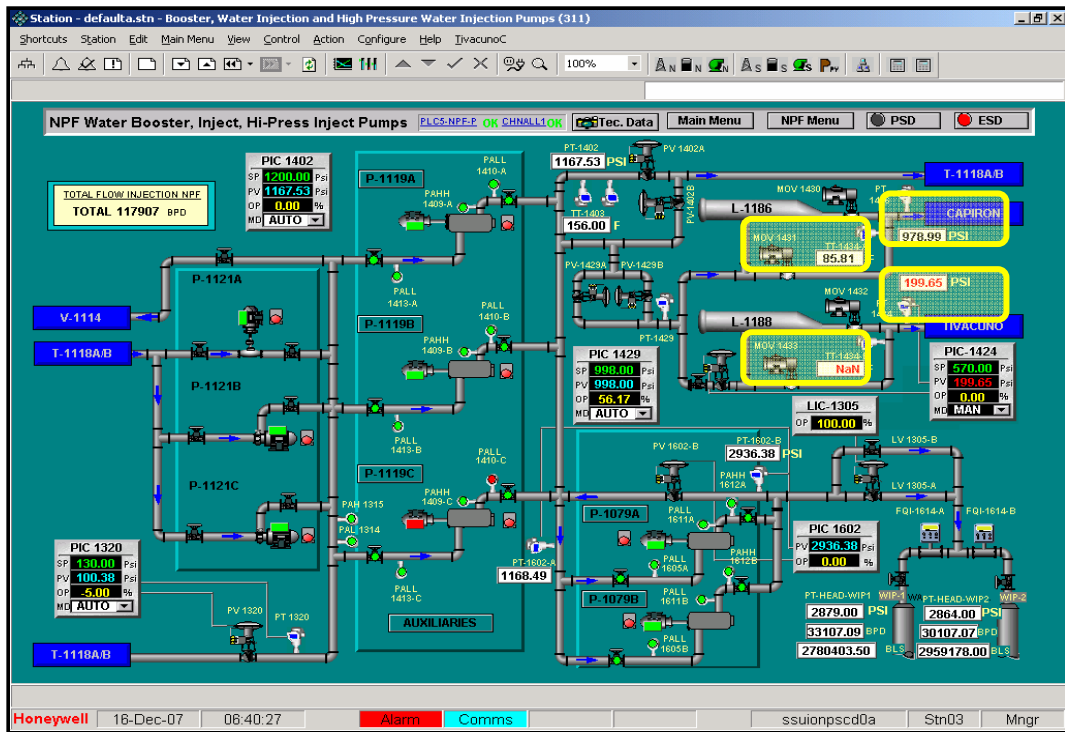 Station - defaulta.stn - Booster, Water Injection and High Pressure Water Injection Pumps (311)
Shortcuts Station Edit Main Menu View Control Action Configure Help TivacunoC
100%
A N N N A S S S P PY
NPF Water Booster, Inject, Hi-Press Inject Pumps PLC5-NPF-P OK CHNALL1 OK Tec. Data Main Menu NPF Menu PSD ESD
TOTAL FLOW INJECTION NPF
TOTAL 117907 BPD
PIC 1402
SP 1200.00 Psi
PV 1167.53 Psi
OP 0.00 %
MD AUTO
P-1119A
PALL
1410-A
PAHH
1409-A
PALL
1413-A
PT-1402
1167.53 PSI
PV 1402A
PV-1402B
TT-1403
156.00 F
T-1118A/B
MOV 1430
L-1186
PT
CAPIRON
978.99 PSI
MOV 1431
TT-1434-
85.81
199.65 PSI
PV-1429A PV-1429B
MOV 1432
PT
L-1188
TIVACUNO
PT-1429
MOV 1433
TT-1434-
NaN
P-1121A
V-1114
T-1118A/B
P-1121B
P-1121C
P-1119B
PALL
1410-B
PAHH
1409-B
PALL
1413-B
PIC 1429
SP 998.00 Psi
PV 998.00 Psi
OP 56.17 %
MD AUTO
PIC-1424
SP 570.00 Psi
PV 199.65 Psi
OP 0.00 %
MD MAN
LIC-1305
OP 100.00 %
P-1119C
PALL
1410-C
PAHH
1409-C
PALL
1413-C
PAH 1315
PAL 1314
AUXILIARIES
PV 1602-B
PT-1602-B
2936.38 PSI
PAHH
1612A
LV 1305-B
LV 1305-A
P-1079A
PALL
1611A
PALL
1605A
PAHH
1612B
PT-1602-A
1168.49
P-1079B
PALL
1611B
PALL
1605B
PIC 1602
PV 2936.38 Psi
OP 0.00 %
FQI-1614-A FQI-1614-B
PIC 1320
SP 130.00 Psi
PV 100.38 Psi
OP -5.00 %
MD AUTO
PV 1320
PT 1320
T-1118A/B
PT-HEAD-WIP1 WIP-1 PT-HEAD-WIP2 WIP-2
2879.00 PSI 2864.00 PSI
33107.09 BPD 30107.07 BPD
2780403.50 BLS 2959178.00 BLS
Honeywell 16-Dec-07 06:40:27 Alarm Comms ssuionpscd0a Stn03 Mngr